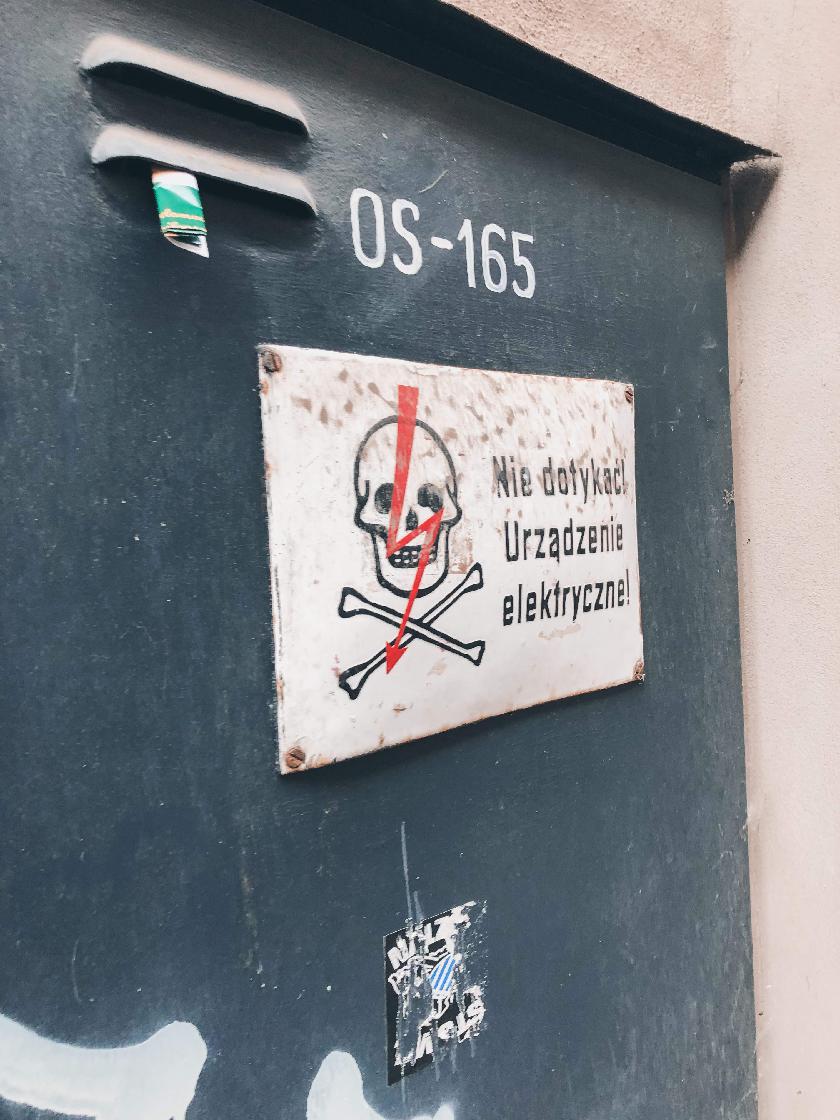 OS-165
Nie dotykać!
Urządzenie
elektryczne!